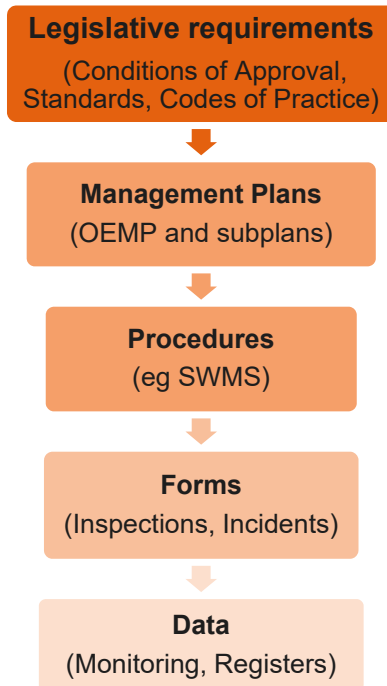 Legislative requirements
(Conditions of Approval,
Standards, Codes of Practice)
Management Plans
(OEMP and subplans)
Procedures
(eg SWMS)
Forms
(Inspections, Incidents)
Data
(Monitoring, Registers)